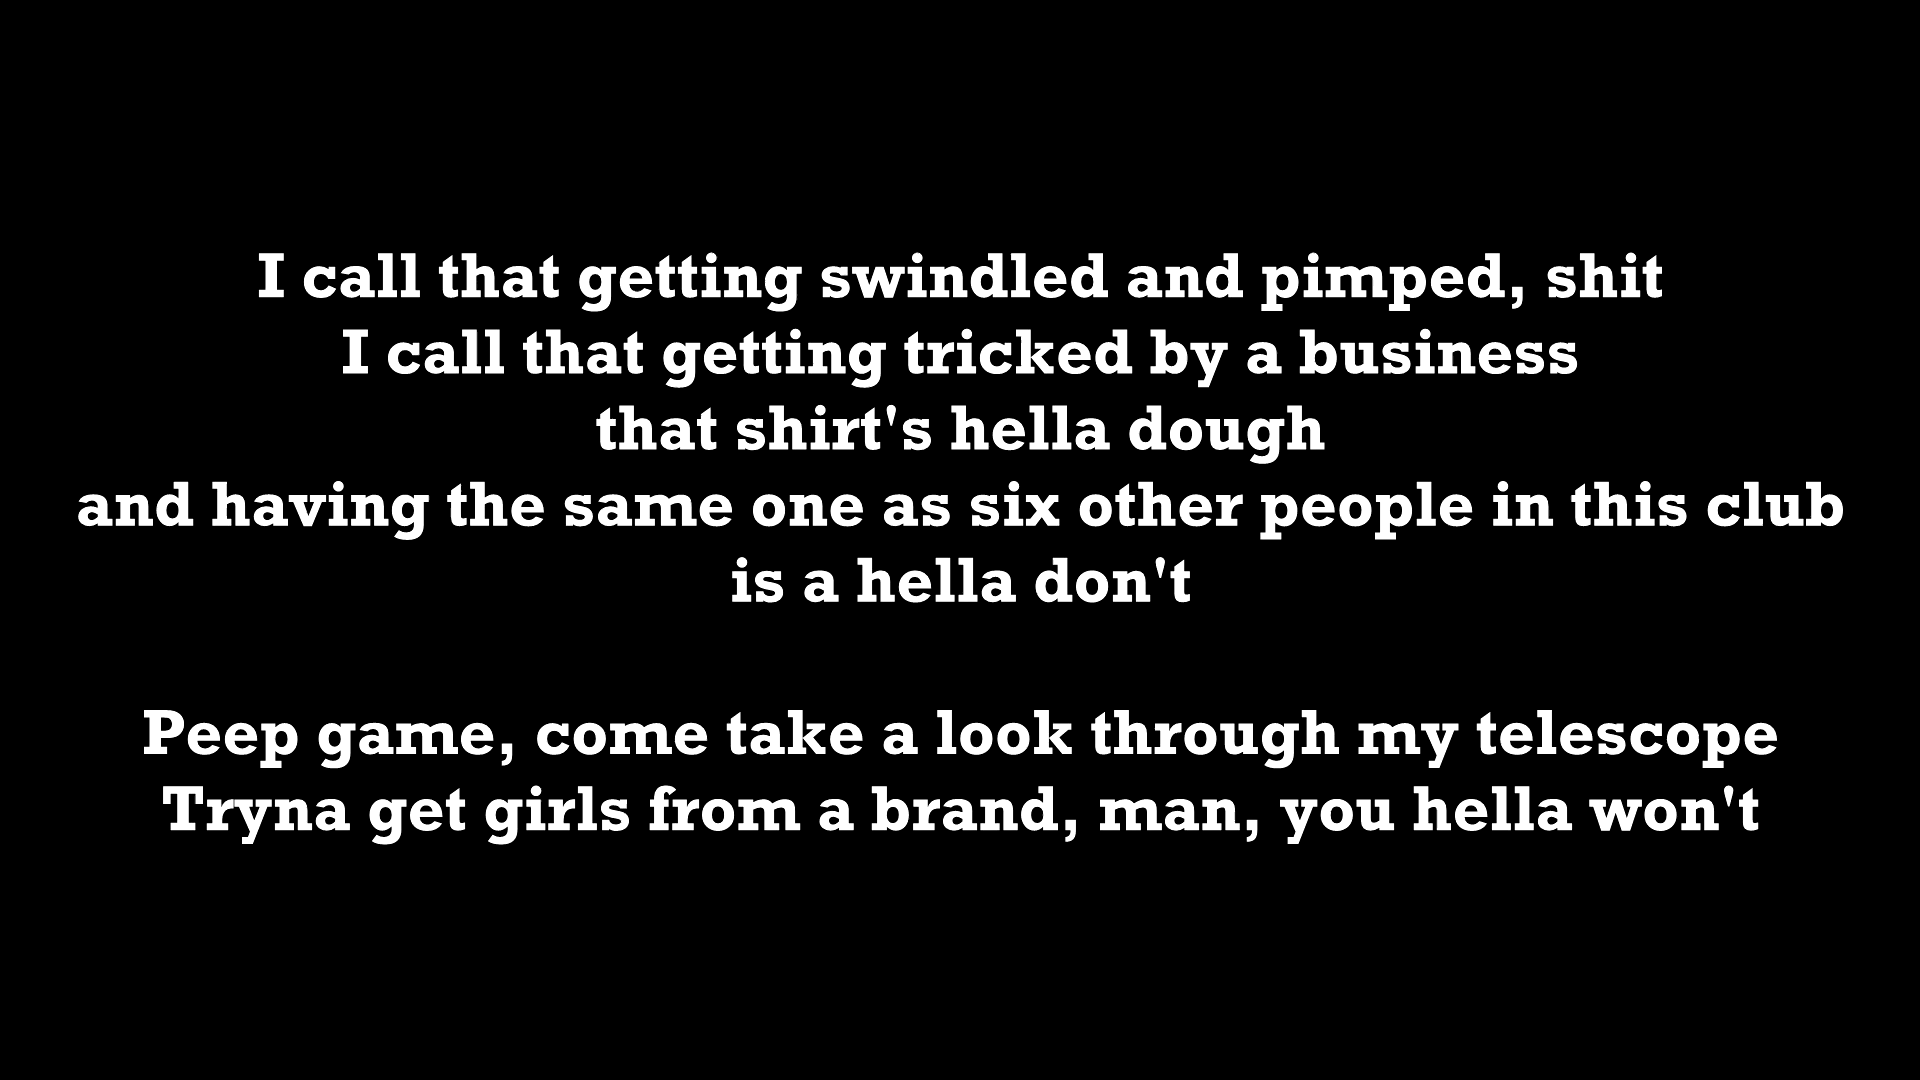 I call that getting swindled and pimped, shit
I call that getting tricked by a business
that shirt's hella dough
and having the same one as six other people in this club
is a hella don't
Peep game, come take a look through my telescope
Tryna get girls from a brand, man, you hella won't